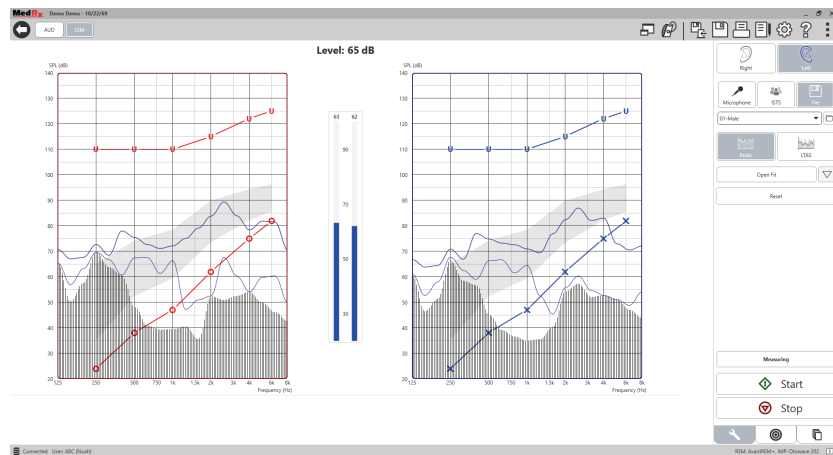 MedRx Demo Demo - 10/22/69
AUD LSM
Level: 65 dB
SPL (dB)
140
130
120
110
100
90
80
70
60
50
40
30
20
125 250 500 750 1k 1.5k 2k 3k 4k 6k 8k
Frequency (Hz)
U U U U U U
63 62
90
70
50
30
SPL (dB)
140
130
120
110
100
90
80
70
60
50
40
30
20
125 250 500 750 1k 1.5k 2k 3k 4k 6k 8k
Frequency (Hz)
U U U U U U
Right Left
Microphone ISTS File
01-Male
Peaks LTAS
Open Fit
Reset
Measuring
Start
Stop
Connected User: ABC (Noah)
REM: AvantREM+, IMP: Otowave 202